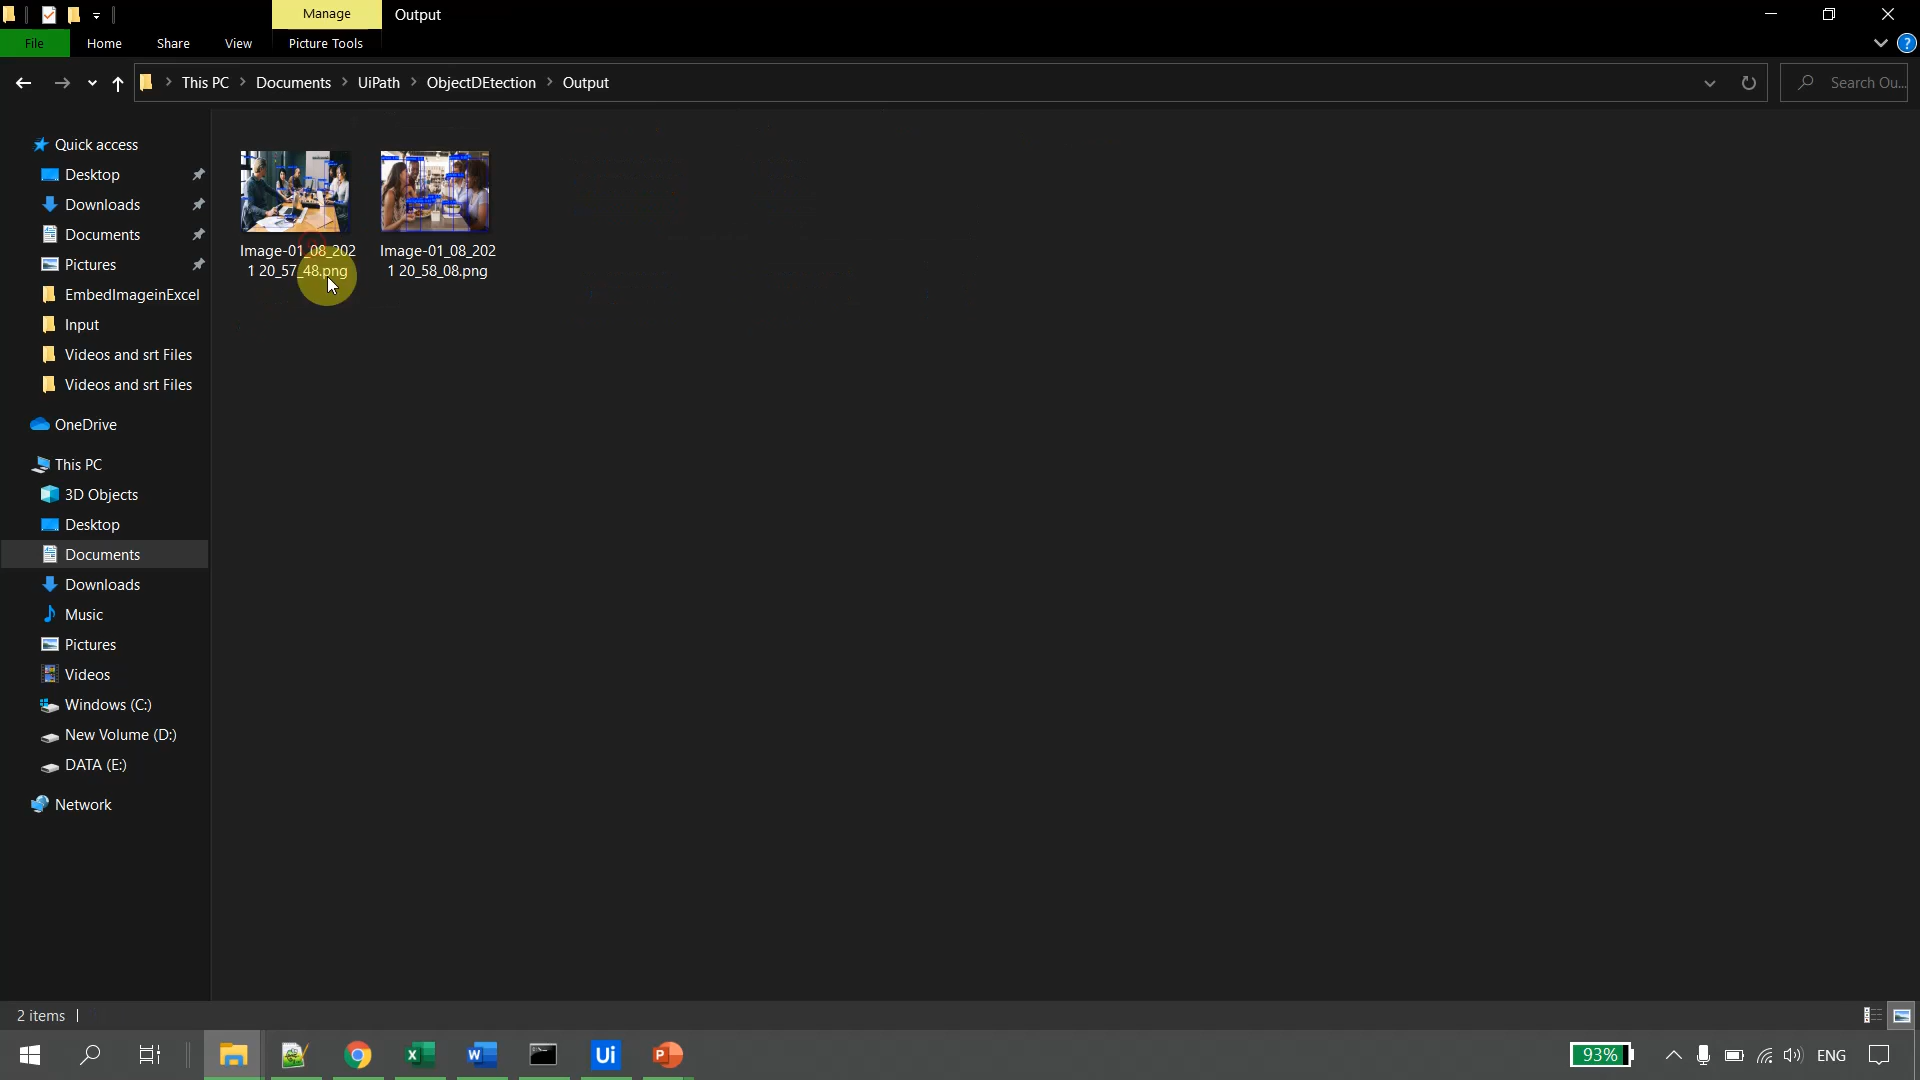 Manage
Output
File
Home
Share
View
Picture Tools
This PC
Documents
UiPath
ObjectDEtection
Output
Search Ou...
Quick access
Desktop
Downloads
Documents
Pictures
EmbedImageinExcel
Input
Videos and srt Files
Videos and srt Files
OneDrive
This PC
3D Objects
Desktop
Documents
Downloads
Music
Pictures
Videos
Windows (C:)
New Volume (D:)
DATA (E:)
Network
Image-01_08_202
1 20_57_48.png
Image-01_08_202
1 20_58_08.png
2 items
Ui
93%
ENG